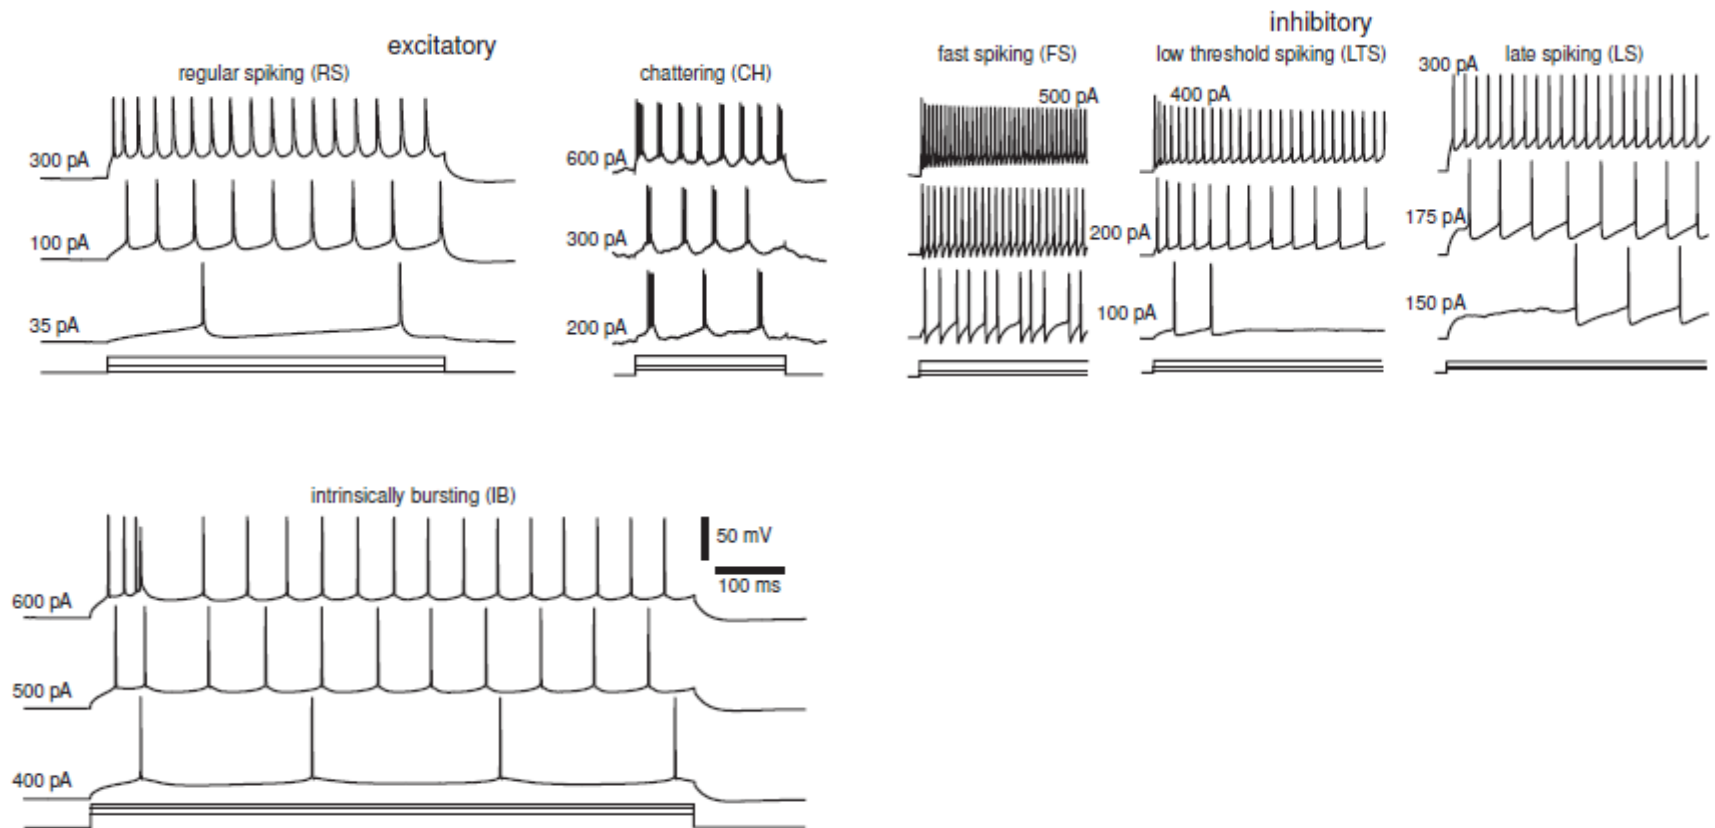 excitatory
regular spiking (RS)
300 pA
100 pA
35 pA
chattering (CH)
600 pA
300 pA
200 pA
inhibitory
fast spiking (FS)
500 pA
200 pA
100 pA
low threshold spiking (LTS)
400 pA
late spiking (LS)
300 pA
175 pA
150 pA
intrinsically bursting (IB)
600 pA
500 pA
400 pA
50 mV
100 ms